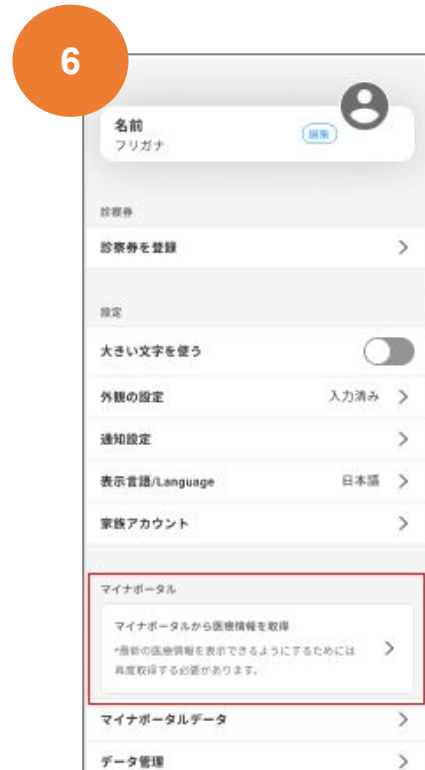 6
名前
フリガナ
編集
診察券
診察券を登録
設定
大きい文字を使う
外観の設定 入力済み
通知設定
表示言語/Language 日本語
家族アカウント
マイナポータル
マイナポータルから医療情報を取得
*最新の医療情報を表示できるようにするためには
再度取得する必要があります。
マイナポータルデータ
データ管理